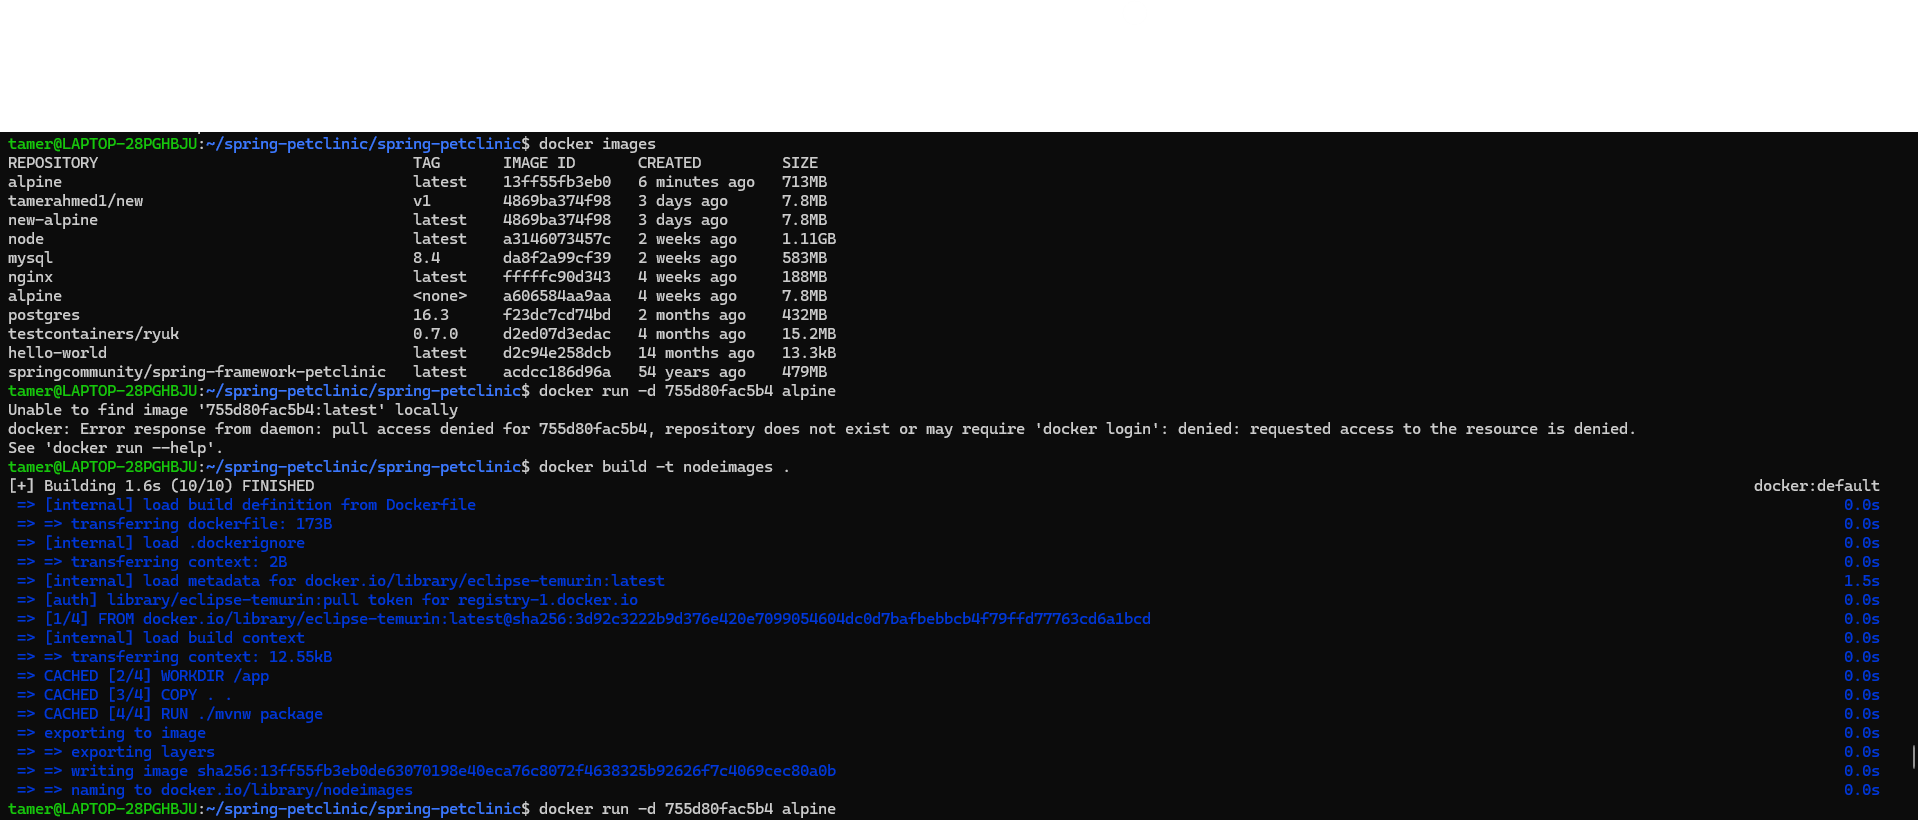 tamer@LAPTOP-28PGHBJU:~/spring-petclinic/spring-petclinic$ docker images
REPOSITORY TAG IMAGE ID CREATED SIZE
alpine latest 13ff55fb3eb0 6 minutes ago 713MB
tamerahmed1/new v1 4869ba374f98 3 days ago 7.8MB
new-alpine latest 4869ba374f98 3 days ago 7.8MB
node latest a3146073457c 2 weeks ago 1.11GB
mysql 8.4 da8f2a99cf39 2 weeks ago 583MB
nginx latest fffffc90d343 4 weeks ago 188MB
alpine <none> a606584aa9aa 4 weeks ago 7.8MB
postgres 16.3 f23dc7cd74bd 2 months ago 432MB
testcontainers/ryuk 0.7.0 d2ed07d3edac 4 months ago 15.2MB
hello-world latest d2c94e258dcb 14 months ago 13.3kB
springcommunity/spring-framework-petclinic latest acdcc186d96a 54 years ago 479MB
tamer@LAPTOP-28PGHBJU:~/spring-petclinic/spring-petclinic$ docker run -d 755d80fac5b4 alpine
Unable to find image '755d80fac5b4:latest' locally
docker: Error response from daemon: pull access denied for 755d80fac5b4, repository does not exist or may require 'docker login': denied: requested access to the resource is denied.
See 'docker run --help'.
tamer@LAPTOP-28PGHBJU:~/spring-petclinic/spring-petclinic$ docker build -t nodeimages .
[+] Building 1.6s (10/10) FINISHED docker:default
=> [internal] load build definition from Dockerfile 0.0s
=> => transferring dockerfile: 173B 0.0s
=> [internal] load .dockerignore 0.0s
=> => transferring context: 2B 0.0s
=> [internal] load metadata for docker.io/library/eclipse-temurin:latest 1.5s
=> [auth] library/eclipse-temurin:pull token for registry-1.docker.io 0.0s
=> [1/4] FROM docker.io/library/eclipse-temurin:latest@sha256:3d92c3222b9d376e420e7099054604dc0d7bafbebbcb4f79ffd77763cd6a1bcd 0.0s
=> [internal] load build context 0.0s
=> => transferring context: 12.55kB 0.0s
=> CACHED [2/4] WORKDIR /app 0.0s
=> CACHED [3/4] COPY . . 0.0s
=> CACHED [4/4] RUN ./mvnw package 0.0s
=> exporting to image 0.0s
=> => exporting layers 0.0s
=> => writing image sha256:13ff55fb3eb0de63070198e40eca76c8072f4638325b92626f7c4069cec80a0b 0.0s
=> => naming to docker.io/library/nodeimages 0.0s
tamer@LAPTOP-28PGHBJU:~/spring-petclinic/spring-petclinic$ docker run -d 755d80fac5b4 alpine